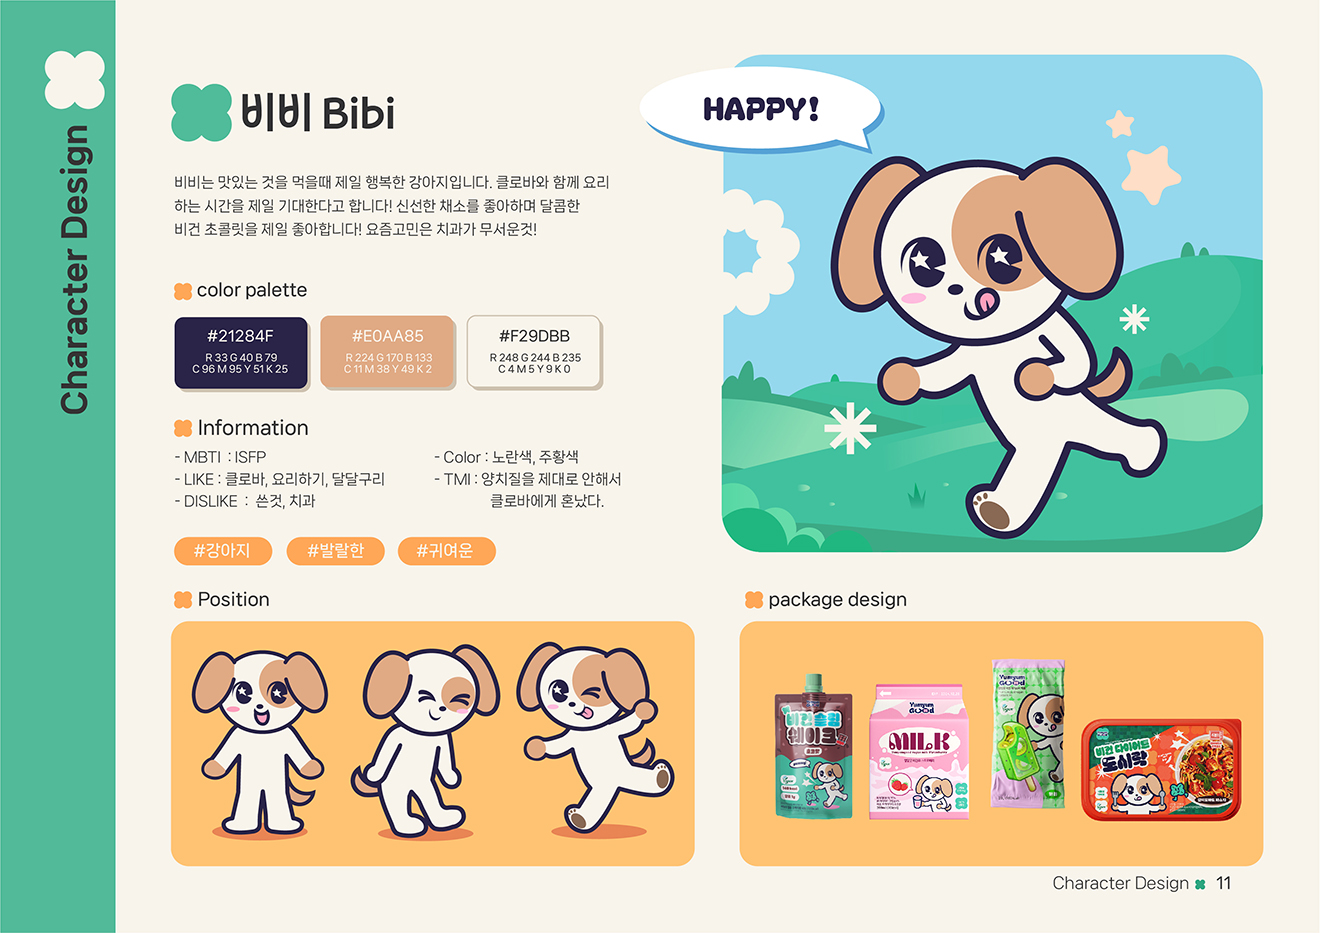 Character Design
비비 Bibi
비비는 맛있는 것을 먹을때 제일 행복한 강아지입니다. 클로바와 함께 요리
하는 시간을 제일 기대한다고 합니다! 신선한 채소를 좋아하며 달콤한
비건 초콜릿을 제일 좋아합니다! 요즘고민은 치과가 무서운것!
HAPPY!
color palette
#21284F
R 33 G 40 B 79
C 96 M 95 Y 51 K 25
#E0AA85
R 224 G 170 B 133
C 11 M 38 Y 49 K 2
#F29DBB
R 248 G 244 B 235
C 4 M 5 Y 9 K 0
Information
- MBTI : ISFP
- LIKE : 클로바, 요리하기, 달달구리
- DISLIKE : 쓴것, 치과
- Color : 노란색, 주황색
- TMI : 양치질을 제대로 안해서
클로바에게 혼났다.
#강아지
#발랄한
#귀여운
Position
package design
비건용
쉐이크
Yumyum
GOOD
MILK
Yumyum
GOOD
비건 다이어트
도시락
Character Design 11